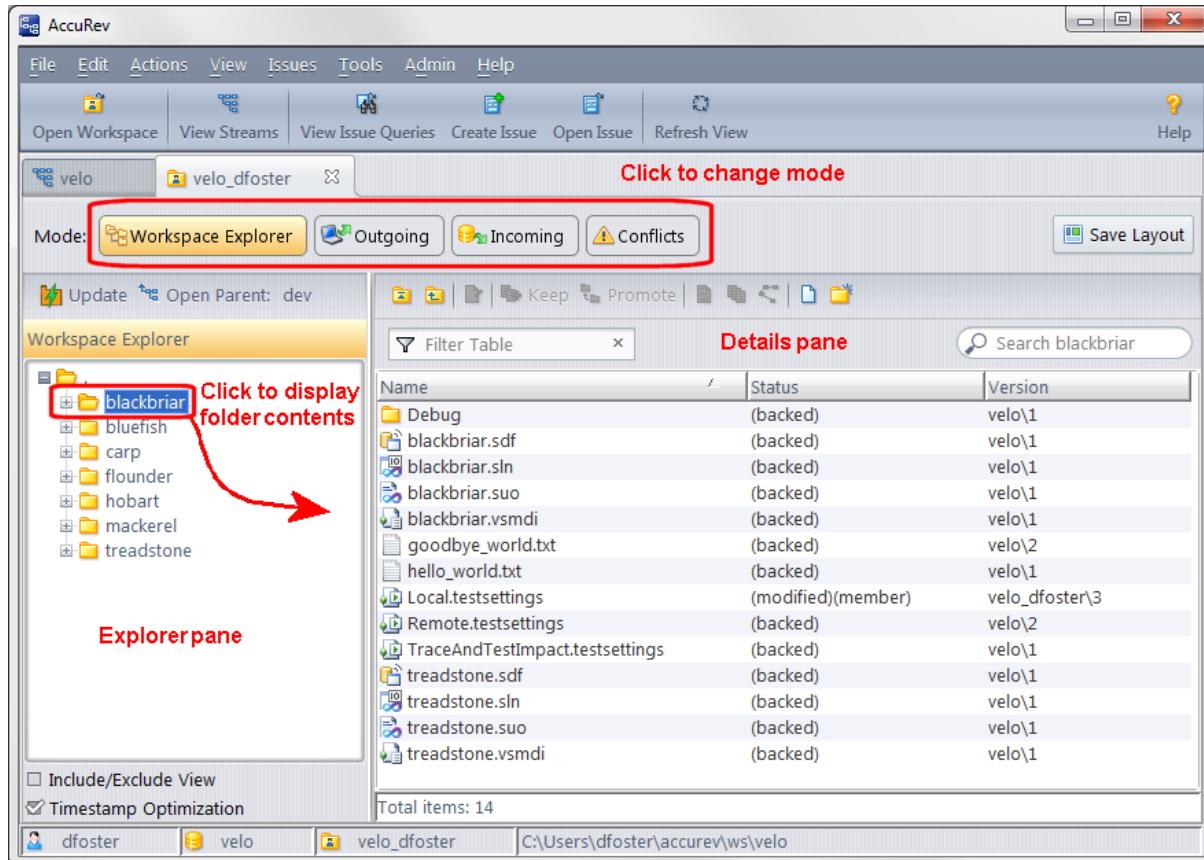 AccuRev
File Edit Actions View Issues Tools Admin Help
Open Workspace View Streams View Issue Queries Create Issue Open Issue Refresh View Help
velo velo_dfoster
Click to change mode
Mode: Workspace Explorer Outgoing Incoming Conflicts Save Layout
Update Open Parent: dev Keep Promote
Workspace Explorer
Filter Table × Details pane Search blackbriar
.
blackbriar
bluefish
carp
flounder
hobart
mackerel
treadstone
Click to display
folder contents
Explorer pane
Name Status Version
Debug (backed) velo\1
blackbriar.sdf (backed) velo\1
blackbriar.sln (backed) velo\1
blackbriar.suo (backed) velo\1
blackbriar.vsmdi (backed) velo\1
goodbye_world.txt (backed) velo\2
hello_world.txt (backed) velo\1
Local.testsettings (modified)(member) velo_dfoster\3
Remote.testsettings (backed) velo\2
TraceAndTestImpact.testsettings (backed) velo\1
treadstone.sdf (backed) velo\1
treadstone.sln (backed) velo\1
treadstone.suo (backed) velo\1
treadstone.vsmdi (backed) velo\1
Include/Exclude View
Timestamp Optimization
Total items: 14
dfoster velo velo_dfoster C:\Users\dfoster\accurev\ws\velo